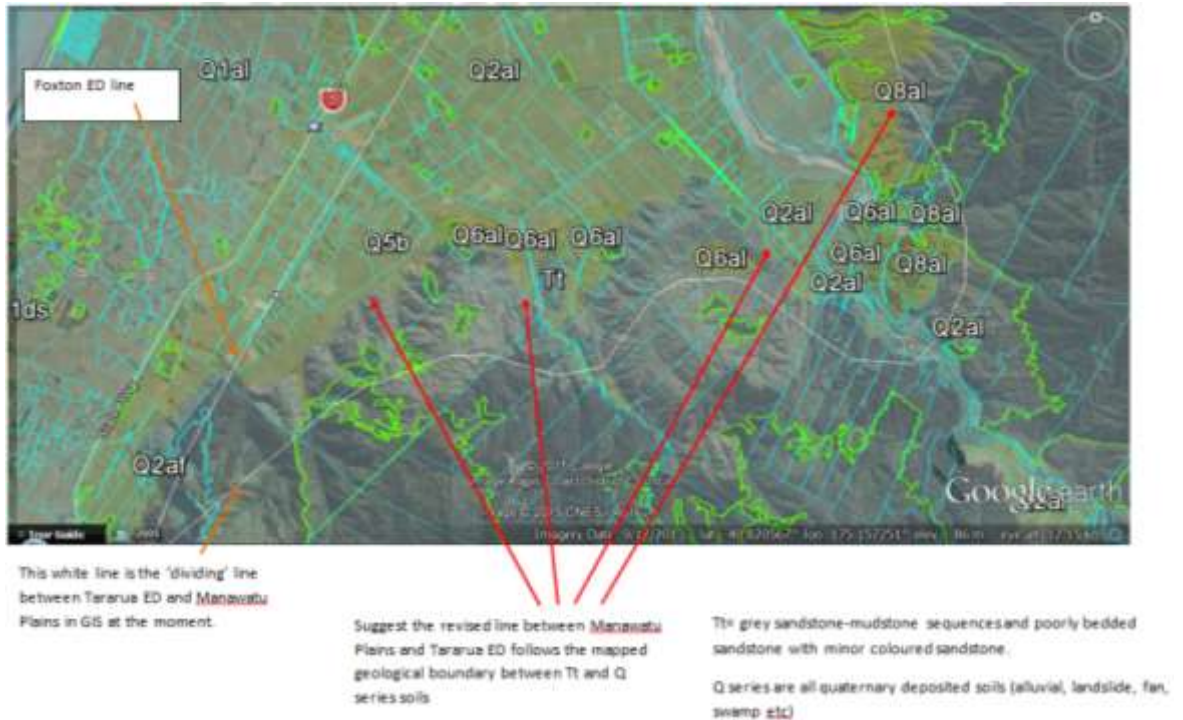 Foxton ED line
Q1al
Q2al
Q8al
Q2al Q6al Q8al
Q5b Q6al Q6al Q6al
Q6al Q6al Q8al
Tt
Q2al
1ds
Q2al
Q2al
Google earth
Tour Guide
This white line is the 'dividing' line
between Tararua ED and Manawatu
Plains in GIS at the moment.
Suggest the revised line between Manawatu
Plains and Tararua ED follows the mapped
geological boundary between Tt and Q
series soils
Tt= grey sandstone-mudstone sequences and poorly bedded
sandstone with minor coloured sandstone.
Q series are all quaternary deposited soils (alluvial, landslide, fan,
swamp etc)